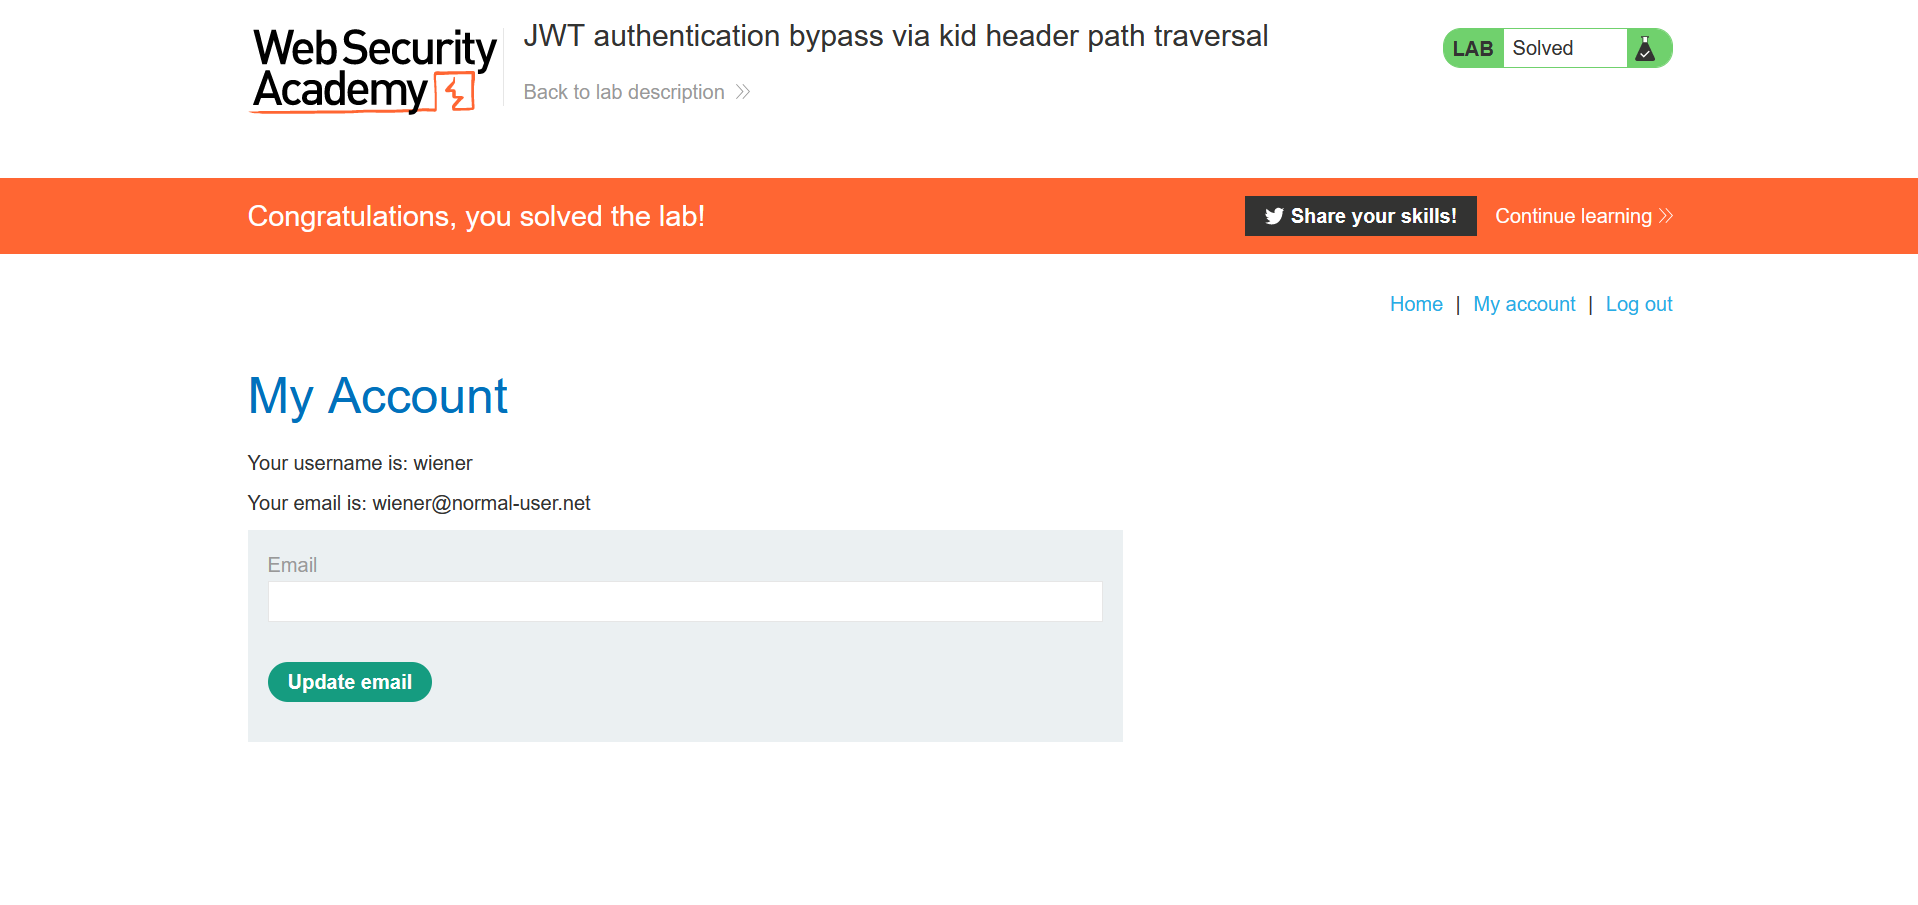 Web Security
Academy
JWT authentication bypass via kid header path traversal
Back to lab description
LAB Solved
Congratulations, you solved the lab!
Share your skills!
Continue learning
Home | My account | Log out
My Account
Your username is: wiener
Your email is: wiener@normal-user.net
Email
Update email